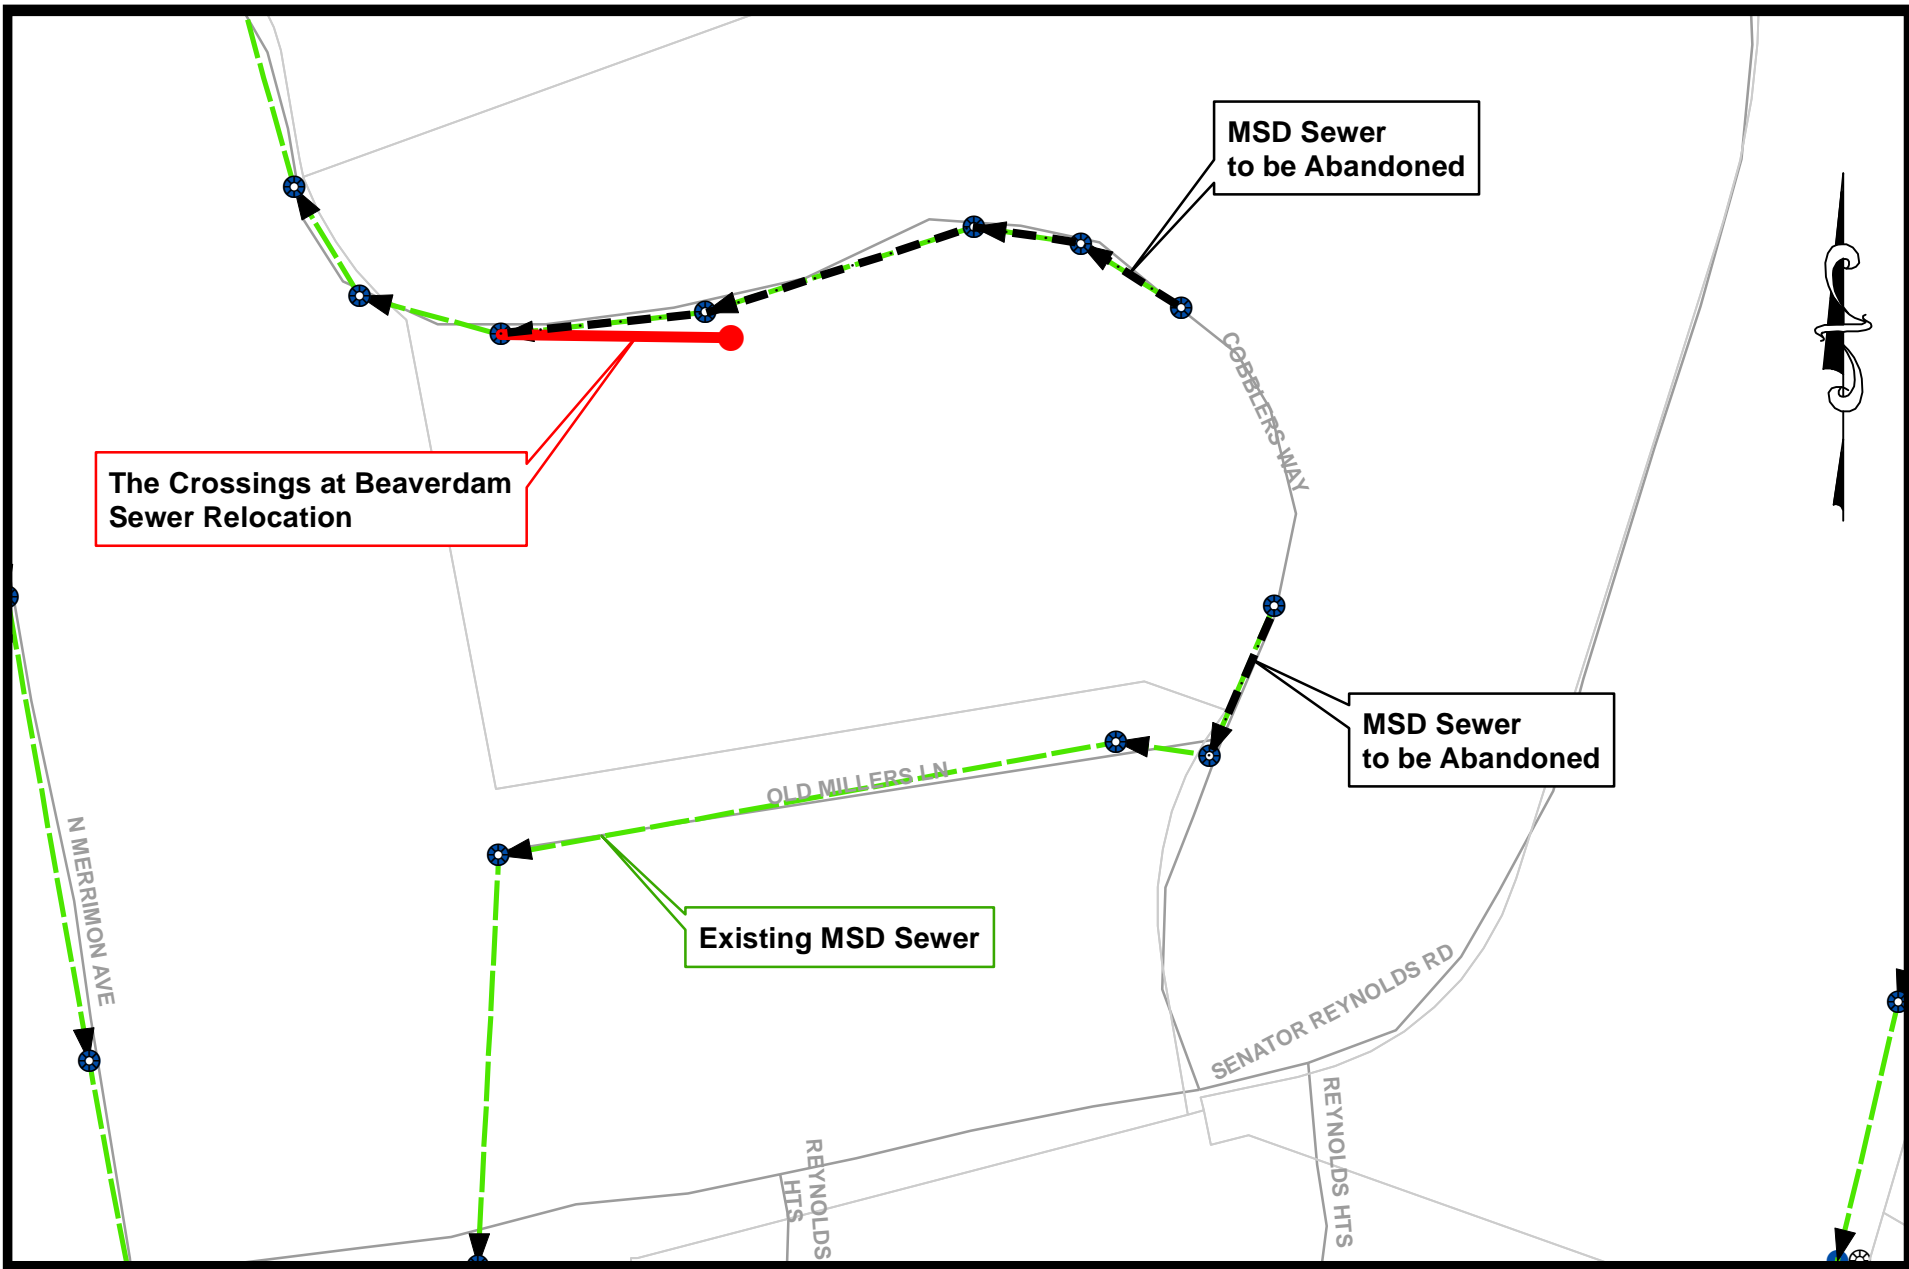 MSD Sewer
to be Abandoned
COBBLERS WAY
The Crossings at Beaverdam
Sewer Relocation
MSD Sewer
to be Abandoned
OLD MILLERS LN
N MERRIMON AVE
Existing MSD Sewer
SENATOR REYNOLDS RD
REYNOLDS
HTS
REYNOLDS HTS